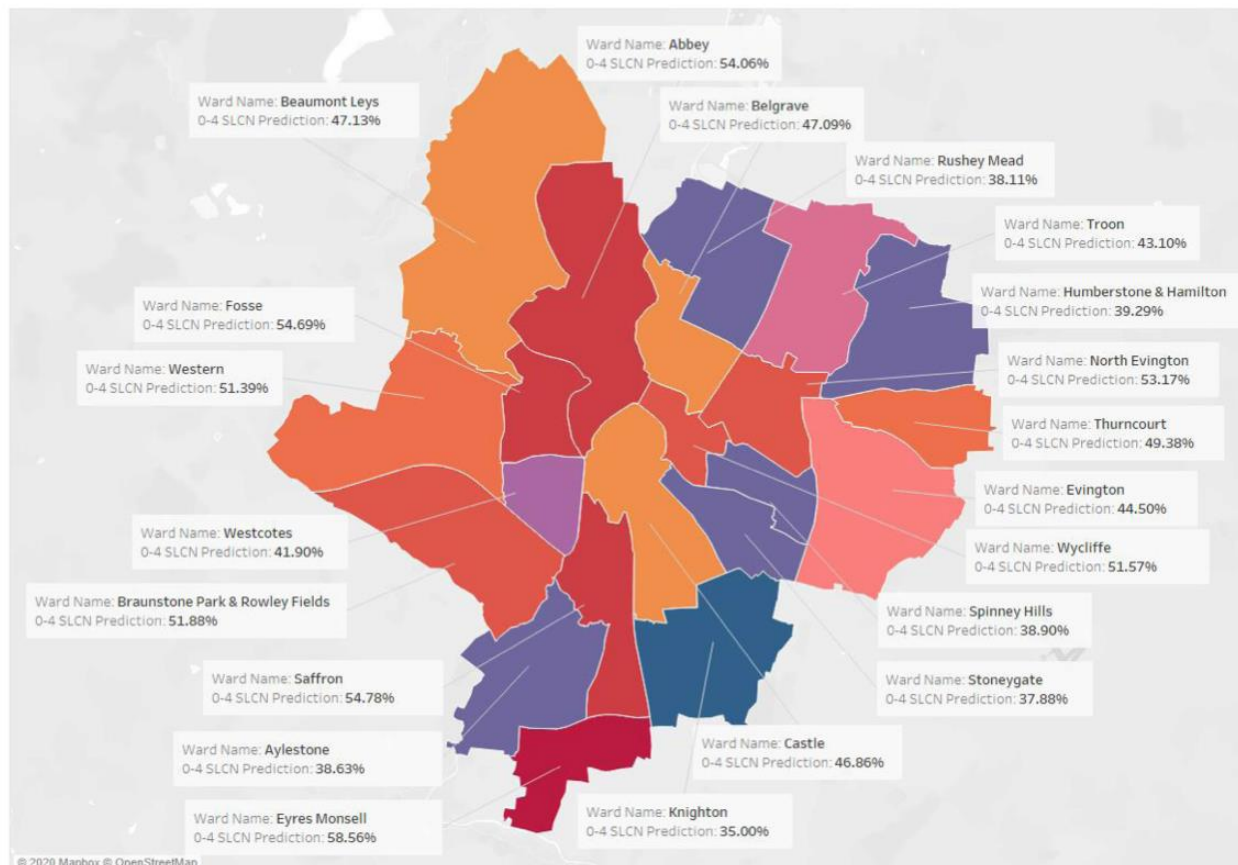 Ward Name: Abbey
0-4 SLCN Prediction: 54.06%
Ward Name: Beaumont Leys
0-4 SLCN Prediction: 47.13%
Ward Name: Belgrave
0-4 SLCN Prediction: 47.09%
Ward Name: Rushey Mead
0-4 SLCN Prediction: 38.11%
Ward Name: Troon
0-4 SLCN Prediction: 43.10%
Ward Name: Humberstone & Hamilton
0-4 SLCN Prediction: 39.29%
Ward Name: Fosse
0-4 SLCN Prediction: 54.69%
Ward Name: Western
0-4 SLCN Prediction: 51.39%
Ward Name: North Evington
0-4 SLCN Prediction: 53.17%
Ward Name: Thurncourt
0-4 SLCN Prediction: 49.38%
Ward Name: Evington
0-4 SLCN Prediction: 44.50%
Ward Name: Westcotes
0-4 SLCN Prediction: 41.90%
Ward Name: Wycliffe
0-4 SLCN Prediction: 51.57%
Ward Name: Braunstone Park & Rowley Fields
0-4 SLCN Prediction: 51.88%
Ward Name: Spinney Hills
0-4 SLCN Prediction: 38.90%
Ward Name: Saffron
0-4 SLCN Prediction: 54.78%
Ward Name: Stoneygate
0-4 SLCN Prediction: 37.88%
Ward Name: Aylestone
0-4 SLCN Prediction: 38.63%
Ward Name: Castle
0-4 SLCN Prediction: 46.86%
Ward Name: Eyres Monsell
0-4 SLCN Prediction: 58.56%
Ward Name: Knighton
0-4 SLCN Prediction: 35.00%
© 2020 Mapbox © OpenStreetMap